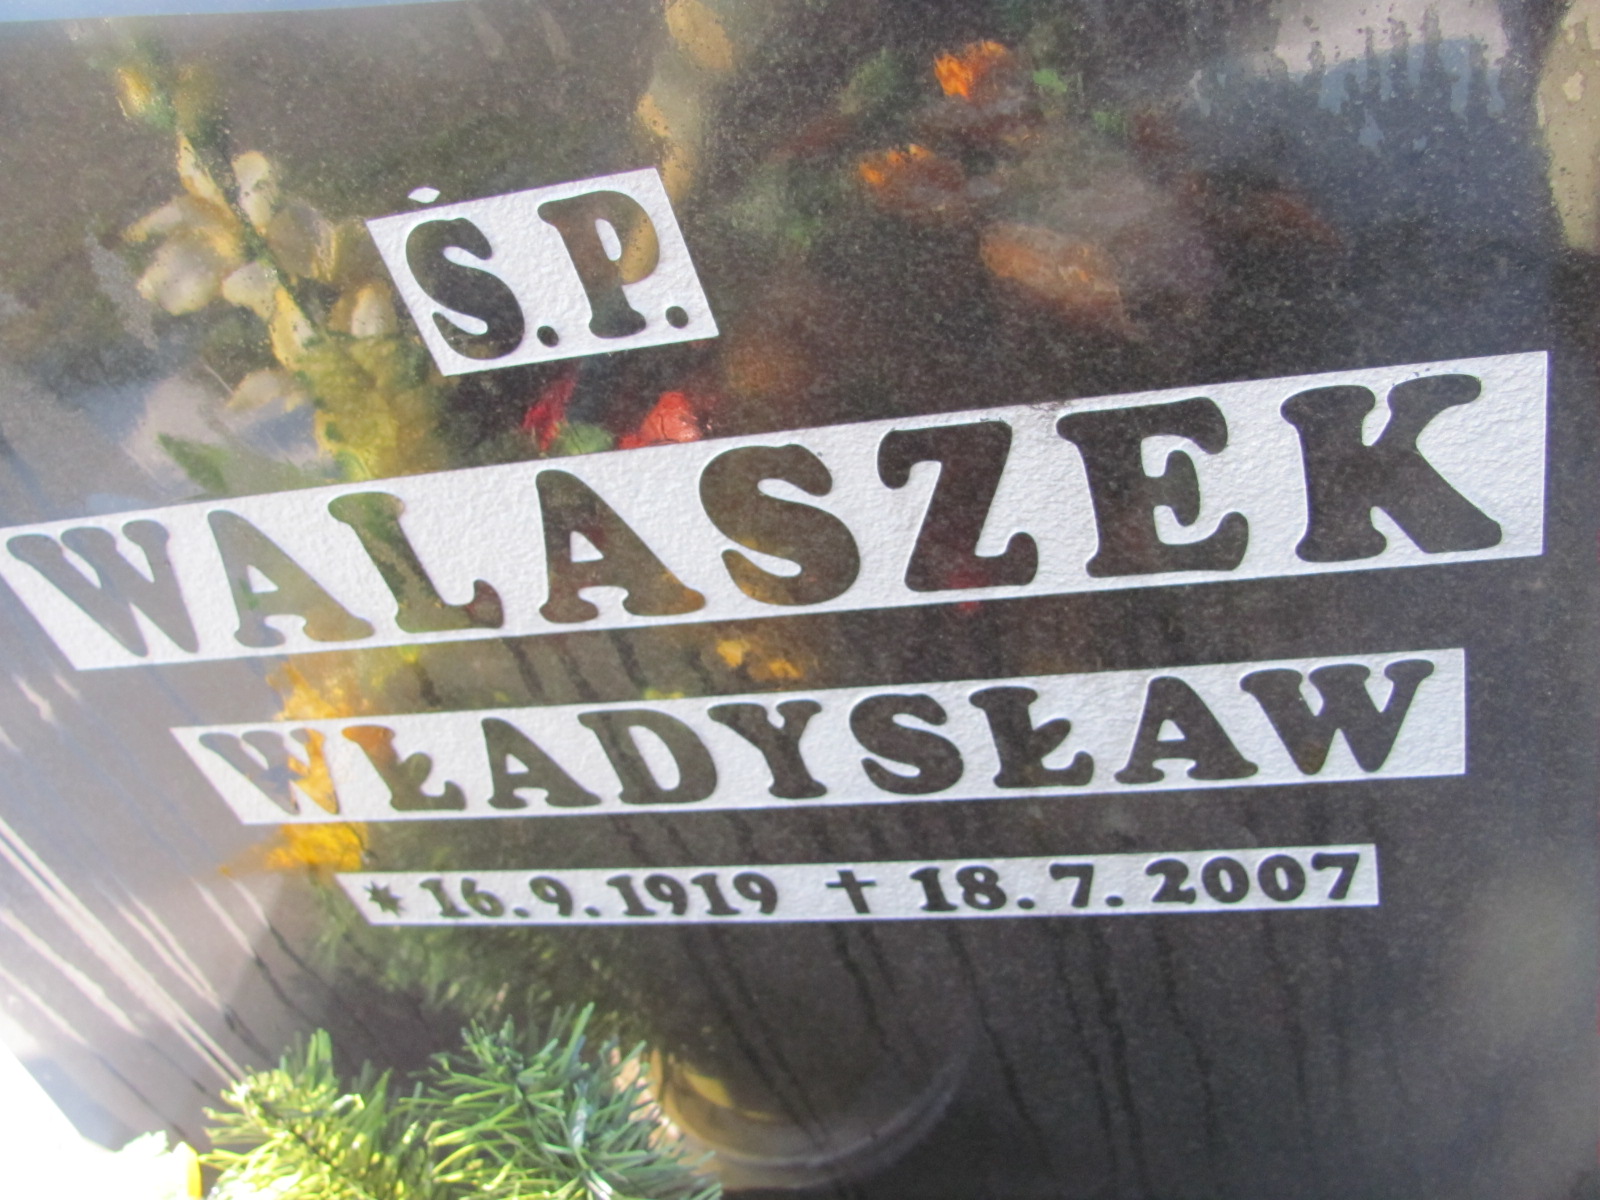 Ś.P.
WALASZEK
WŁADYSŁAW
* 16.9.1919 † 18.7.2007